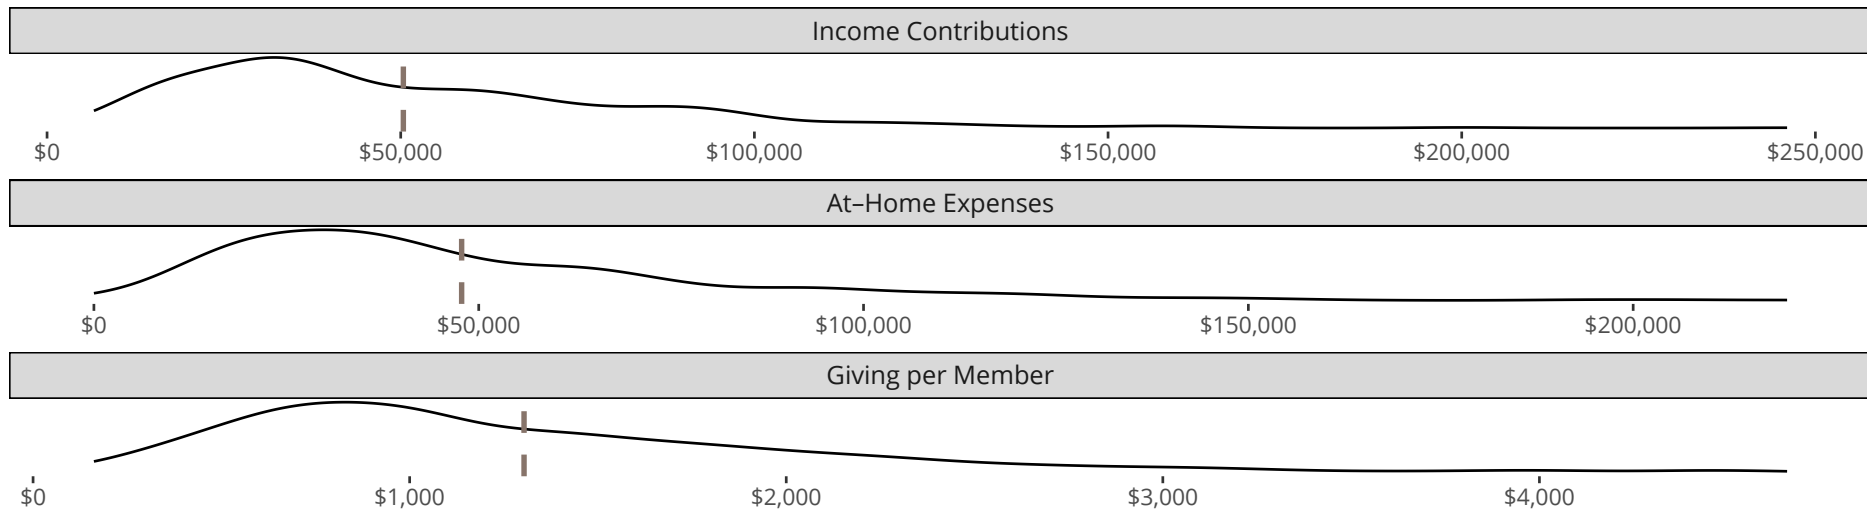 Income Contributions
$0 $50,000 $100,000 $150,000 $200,000 $250,000
At–Home Expenses
$0 $50,000 $100,000 $150,000 $200,000
Giving per Member
$0 $1,000 $2,000 $3,000 $4,000